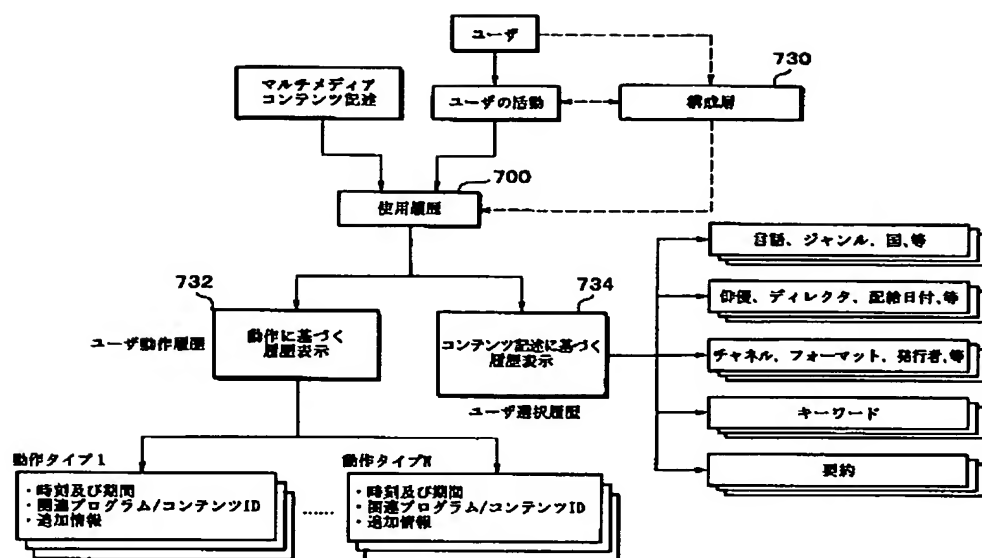 ユーザ
730
マルチメディア
コンテンツ記述
ユーザの活動
構成層
700
使用履歴
言語、ジャンル、国、等
732
734
俳優、ディレクタ、配給日付、等
ユーザ動作履歴
動作に基づく
履歴表示
コンテンツ記述に基づく
履歴表示
チャネル、フォーマット、発行者、等
ユーザ選択履歴
キーワード
要約
動作タイプ1
・時刻及び期間
・関連プログラム/コンテンツID
・追加情報
……
動作タイプN
・時刻及び期間
・関連プログラム/コンテンツID
・追加情報